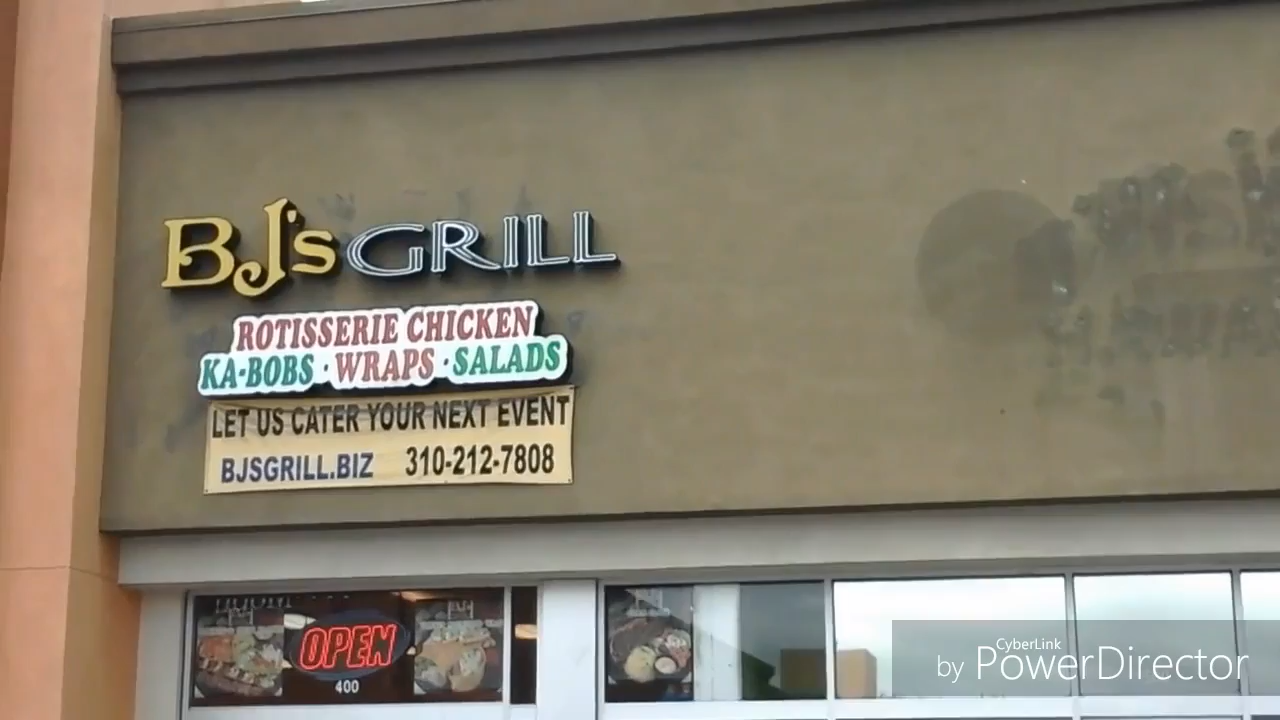 BJ's GRILL
ROTISSERIE CHICKEN
KA-BOBS · WRAPS · SALADS
LET US CATER YOUR NEXT EVENT
BJSGRILL.BIZ 310-212-7808
OPEN
400
CyberLink
by PowerDirector